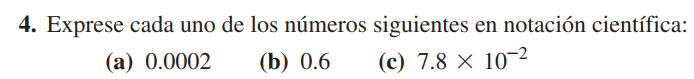 4. Exprese cada uno de los números siguientes en notación científica:
(a) 0.0002 (b) 0.6 (c) 7.8 × 10⁻²